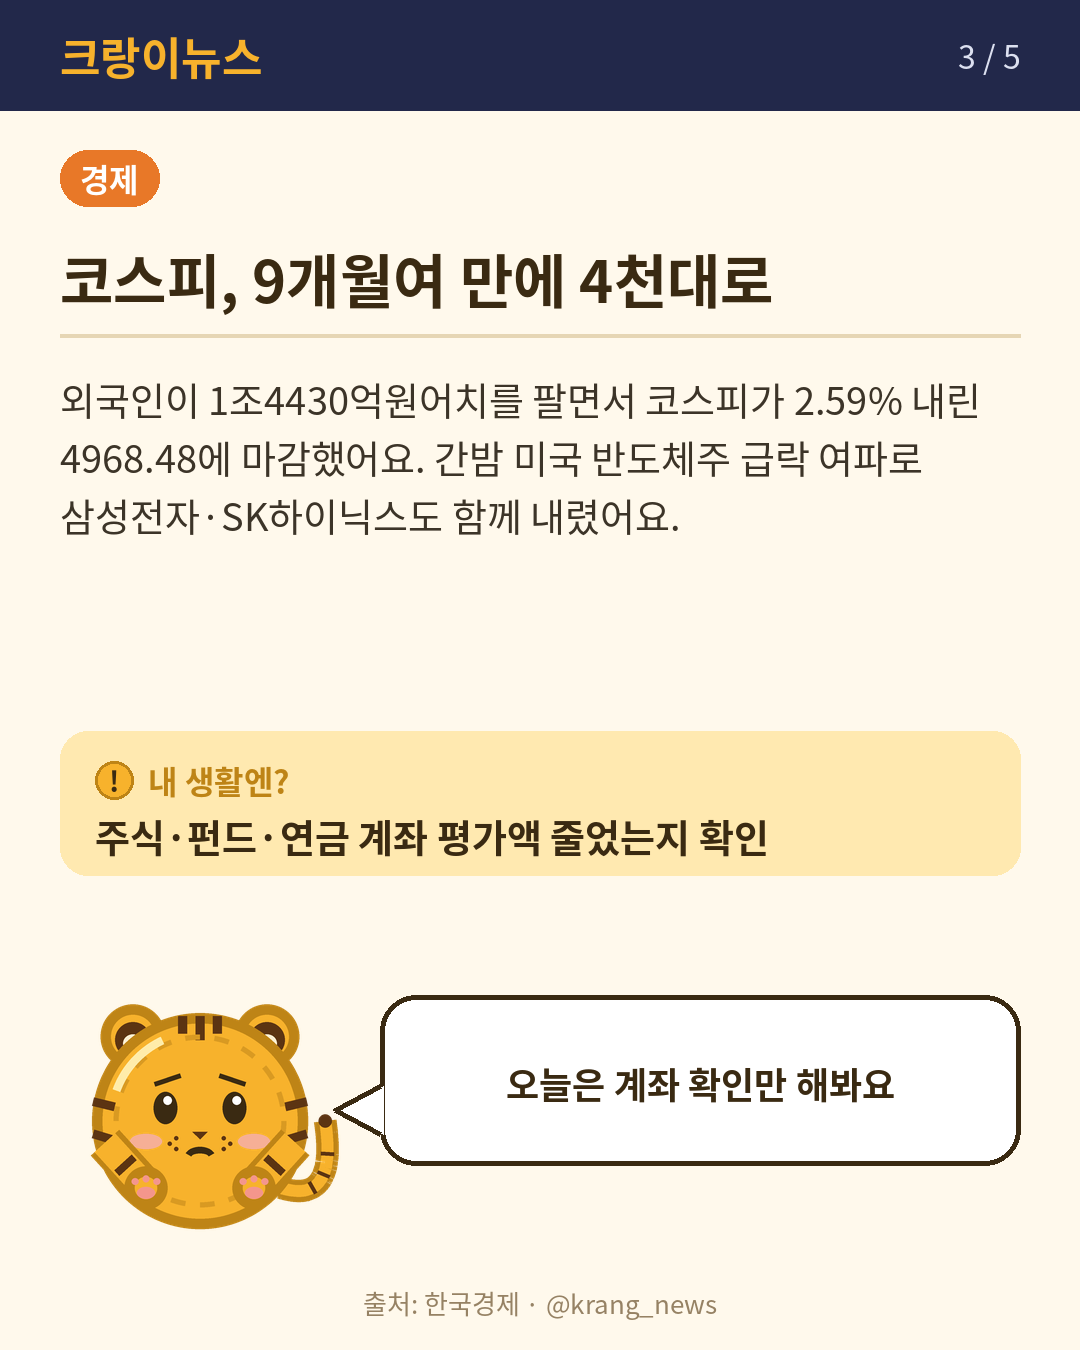 크랑이뉴스
3 / 5
경제
코스피, 9개월여 만에 4천대로
외국인이 1조4430억원어치를 팔면서 코스피가 2.59% 내린
4968.48에 마감했어요. 간밤 미국 반도체주 급락 여파로
삼성전자·SK하이닉스도 함께 내렸어요.
! 내 생활엔?
주식·펀드·연금 계좌 평가액 줄었는지 확인
오늘은 계좌 확인만 해봐요
출처: 한국경제 · @krang_news